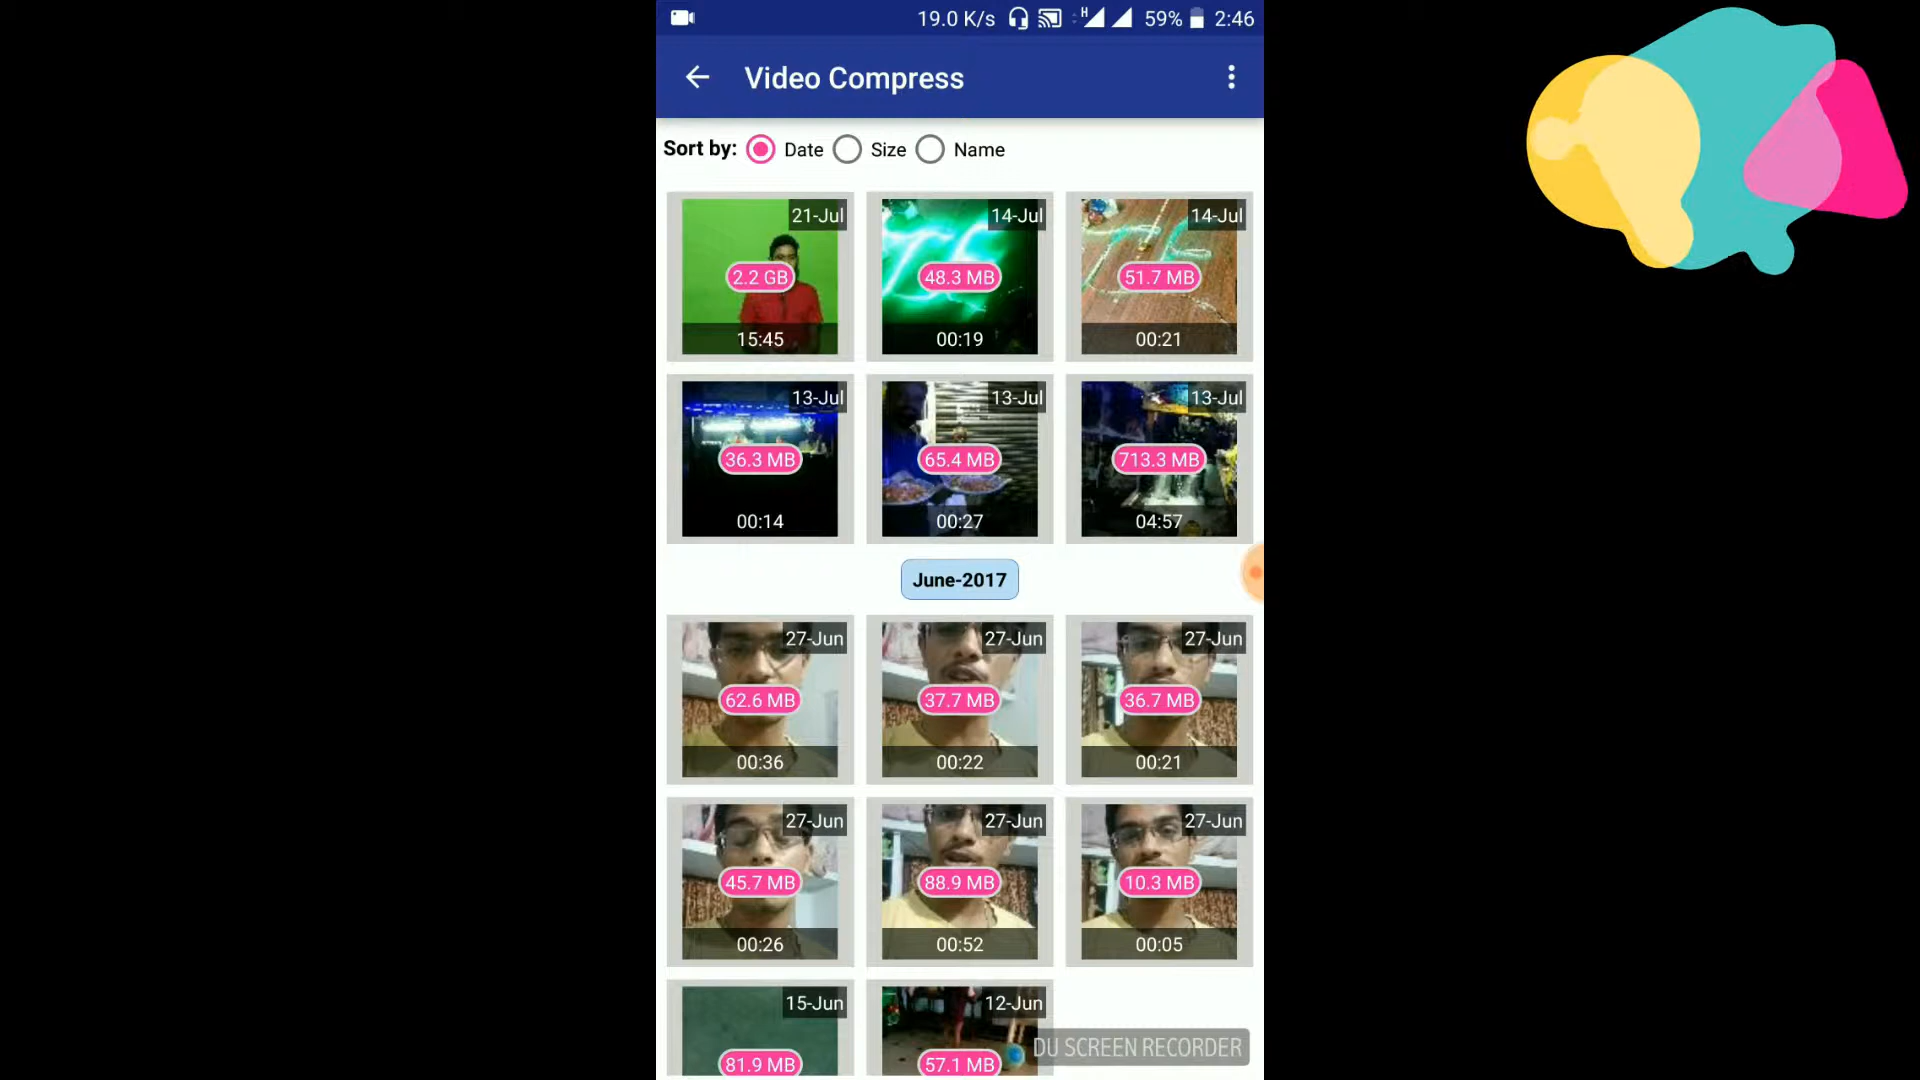 19.0 K/s H 59% 2:46
Video Compress
Sort by: Date Size Name
21-Jul 14-Jul 14-Jul
2.2 GB 48.3 MB 51.7 MB
15:45 00:19 00:21
13-Jul 13-Jul 13-Jul
36.3 MB 65.4 MB 713.3 MB
00:14 00:27 04:57
June-2017
27-Jun 27-Jun 27-Jun
62.6 MB 37.7 MB 36.7 MB
00:36 00:22 00:21
27-Jun 27-Jun 27-Jun
45.7 MB 88.9 MB 10.3 MB
00:26 00:52 00:05
15-Jun 12-Jun
DU SCREEN RECORDER
81.9 MB 57.1 MB